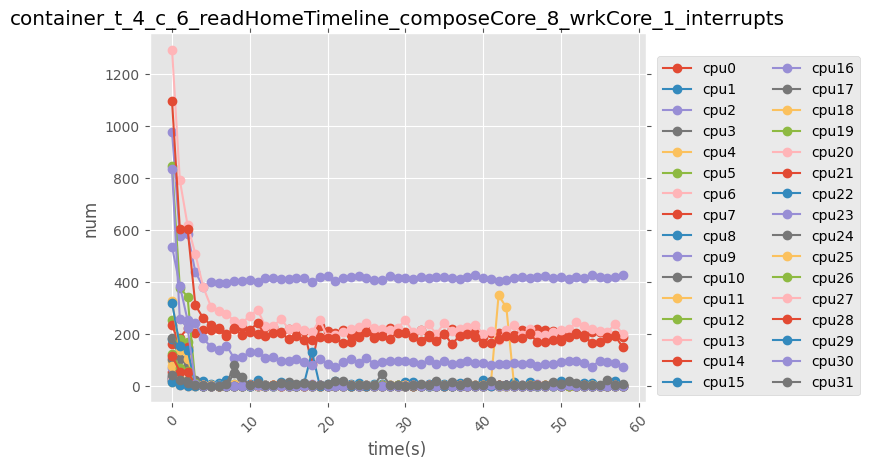 container_t_4_c_6_readHomeTimeline_composeCore_8_wrkCore_1_interrupts
num
1200
1000
800
600
400
200
0
0
10
20
30
40
50
60
time(s)
cpu0
cpu1
cpu2
cpu3
cpu4
cpu5
cpu6
cpu7
cpu8
cpu9
cpu10
cpu11
cpu12
cpu13
cpu14
cpu15
cpu16
cpu17
cpu18
cpu19
cpu20
cpu21
cpu22
cpu23
cpu24
cpu25
cpu26
cpu27
cpu28
cpu29
cpu30
cpu31